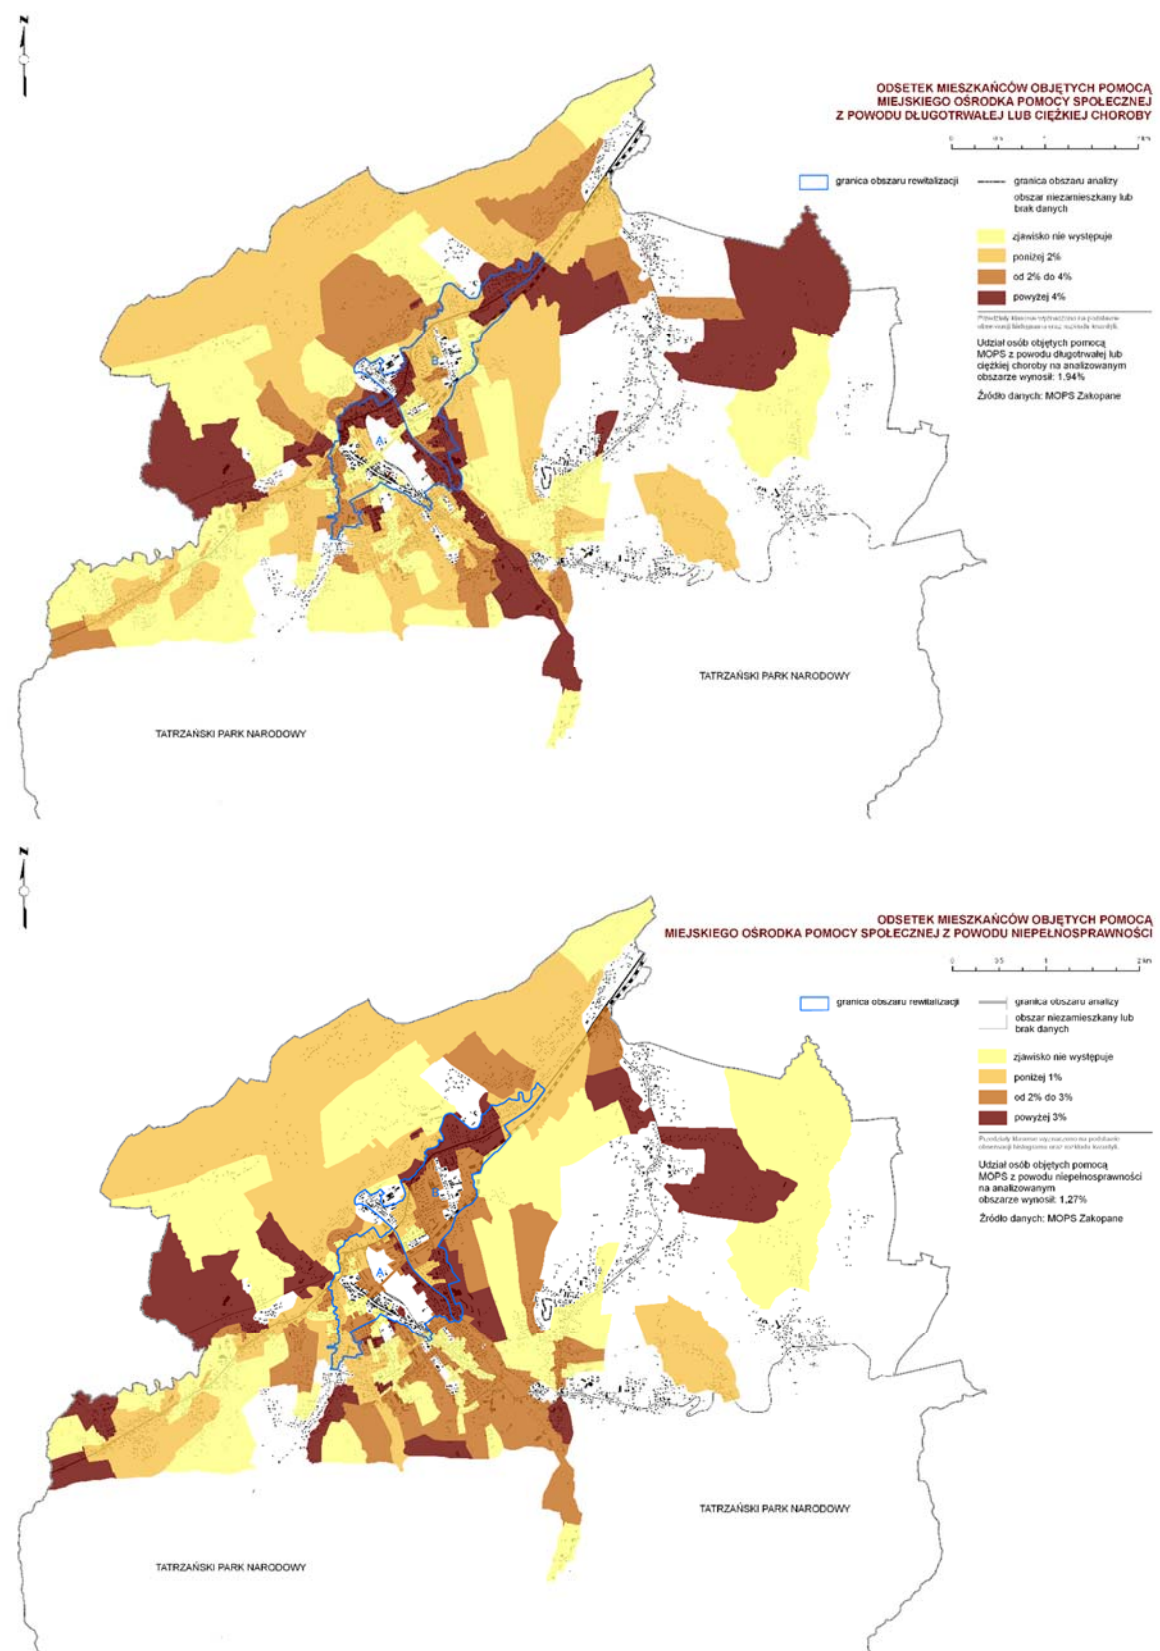 N
ODSETEK MIESZKAŃCÓW OBJĘTYCH POMOCĄ
MIEJSKIEGO OŚRODKA POMOCY SPOŁECZNEJ
Z POWODU DŁUGOTRWAŁEJ LUB CIĘŻKIEJ CHOROBY
granica obszaru rewitalizacji
granica obszaru analizy
obszar niezamieszkany lub
brak danych
zjawisko nie występuje
poniżej 2%
od 2% do 4%
powyżej 4%
Udział osób objętych pomocą
MOPS z powodu długotrwałej lub
ciężkiej choroby na analizowanym
obszarze wynosił: 1,94%
Źródło danych: MOPS Zakopane
B
A
TATRZAŃSKI PARK NARODOWY
TATRZAŃSKI PARK NARODOWY
N
ODSETEK MIESZKAŃCÓW OBJĘTYCH POMOCĄ
MIEJSKIEGO OŚRODKA POMOCY SPOŁECZNEJ Z POWODU NIEPEŁNOSPRAWNOŚCI
0 0,5 1 2 km
granica obszaru rewitalizacji
granica obszaru analizy
obszar niezamieszkany lub
brak danych
zjawisko nie występuje
poniżej 1%
od 2% do 3%
powyżej 3%
Udział osób objętych pomocą
MOPS z powodu niepełnosprawności
na analizowanym
obszarze wynosił: 1,27%
Źródło danych: MOPS Zakopane
B
A
TATRZAŃSKI PARK NARODOWY
TATRZAŃSKI PARK NARODOWY